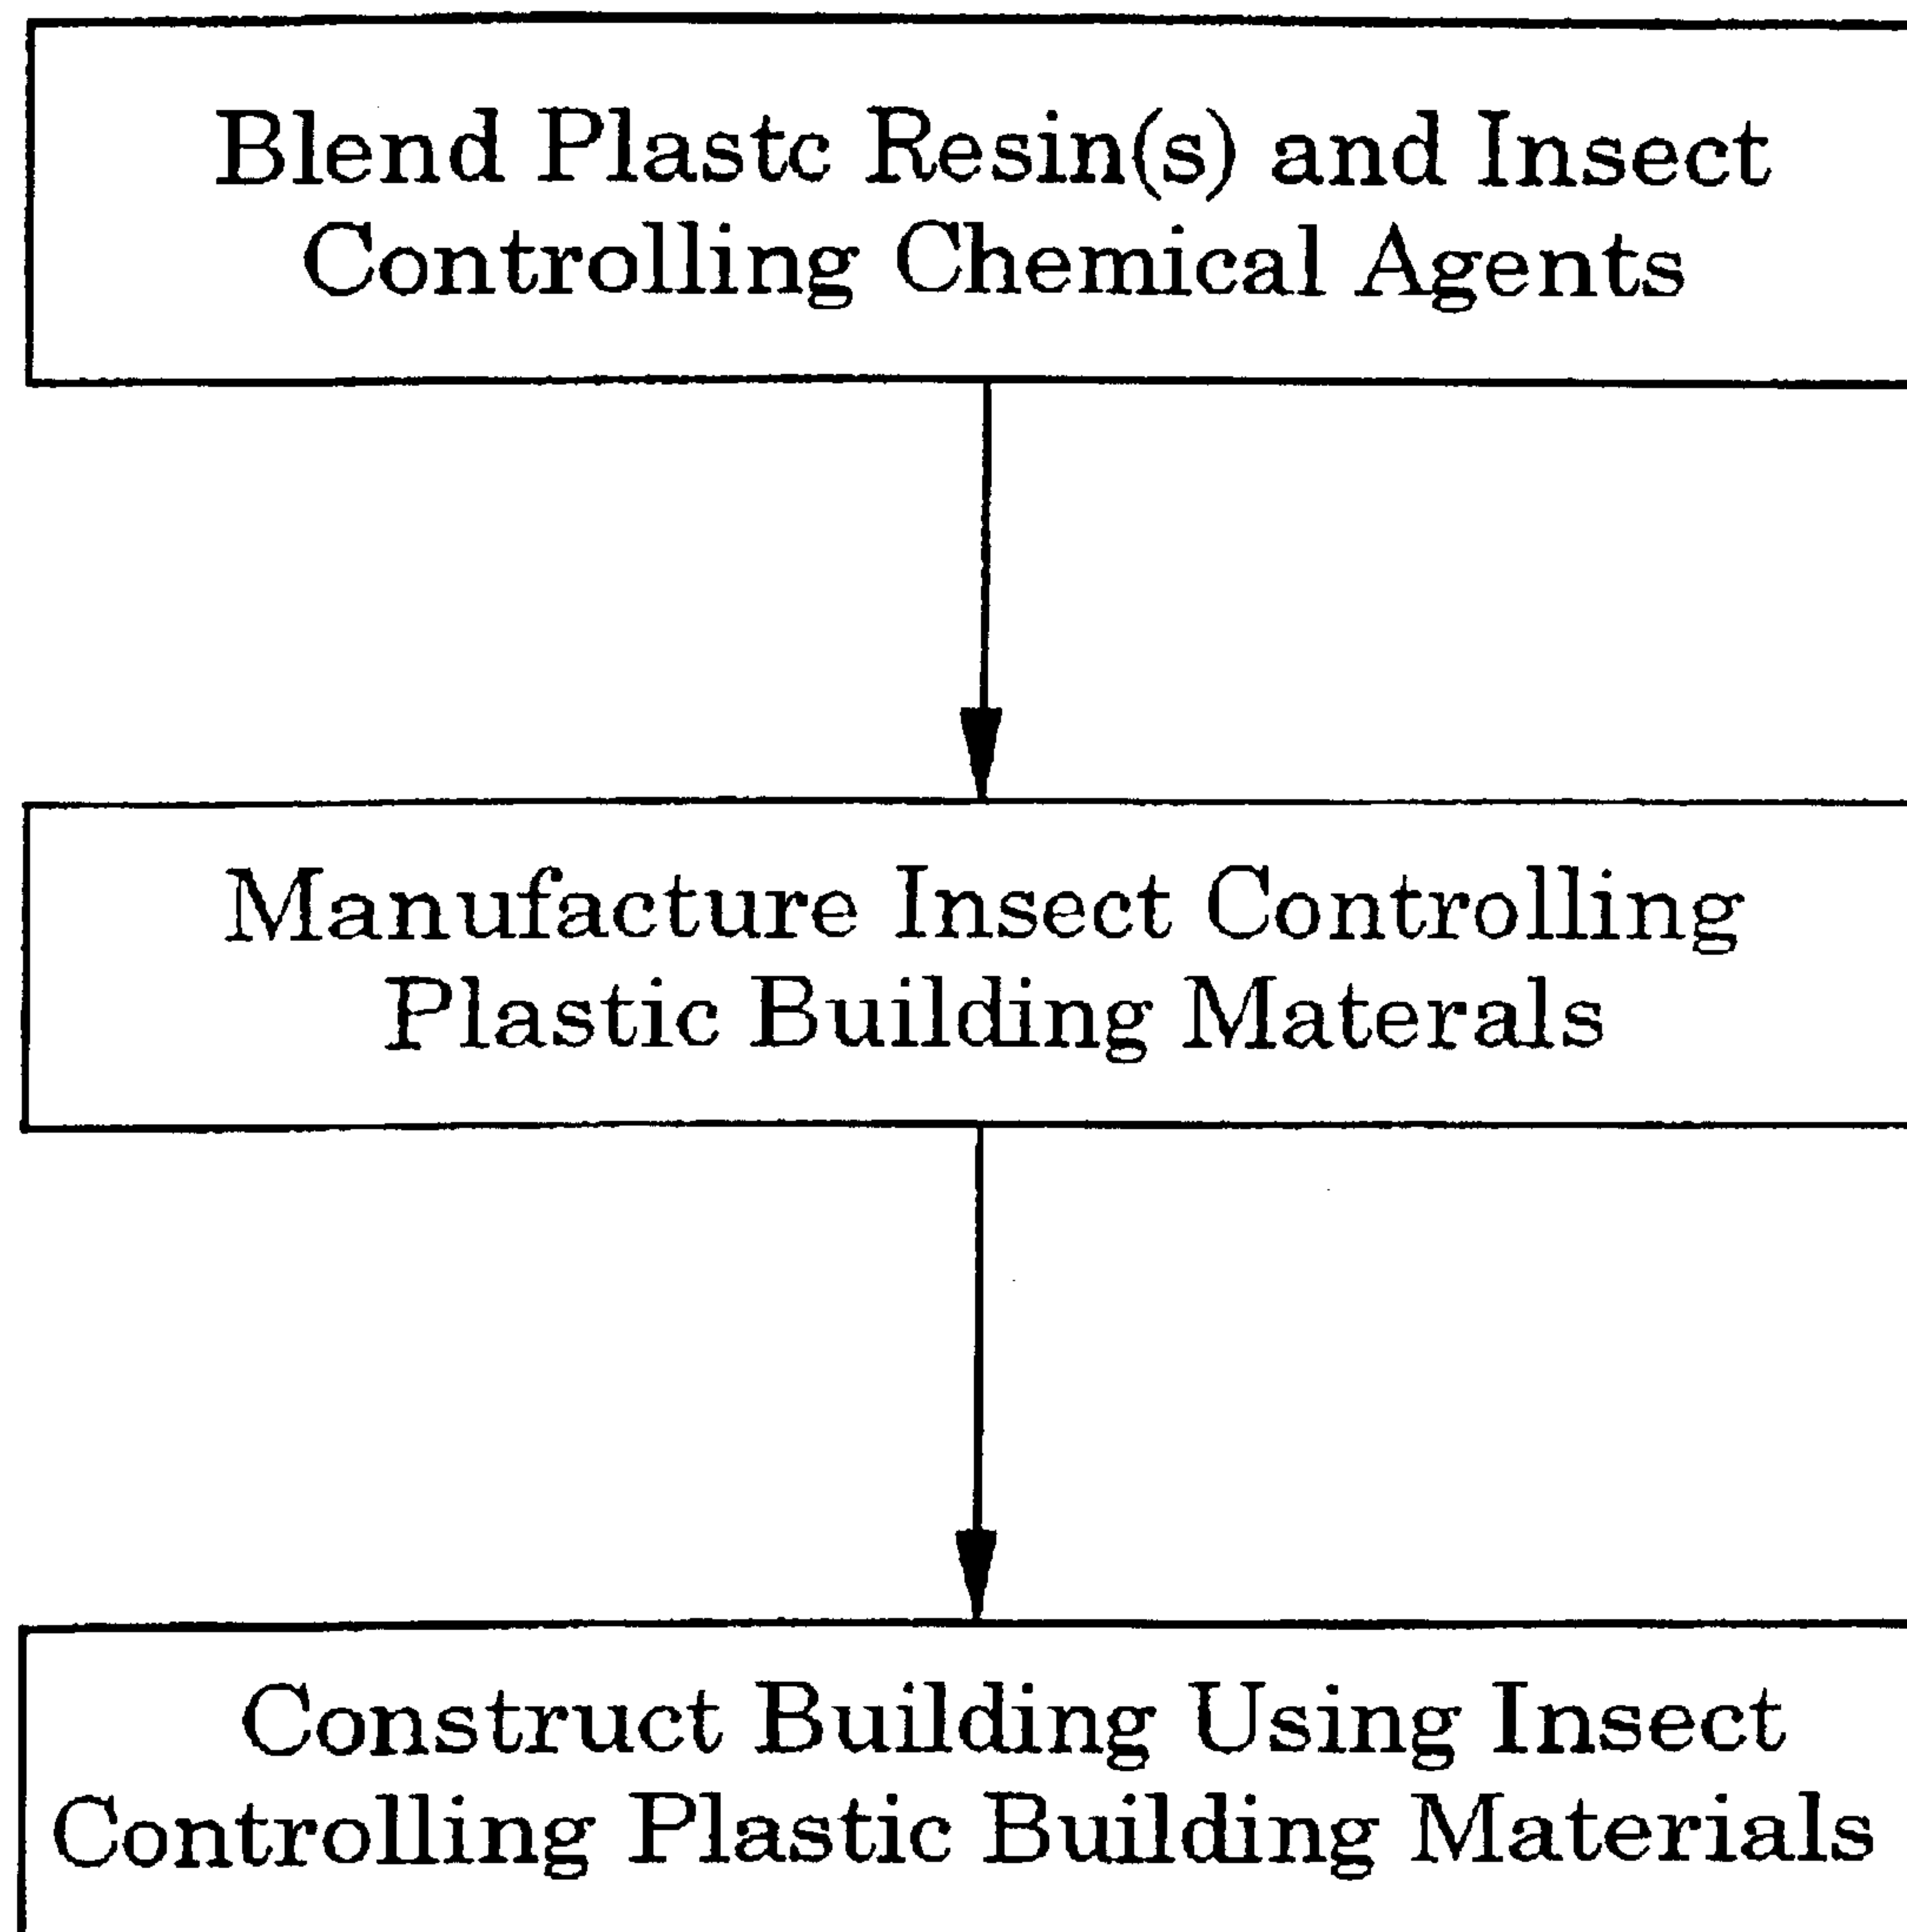 Blend Plastc Resin(s) and Insect
Controlling Chemical Agents
Manufacture Insect Controlling
Plastic Building Materals
Construct Building Using Insect
Controlling Plastic Building Materials